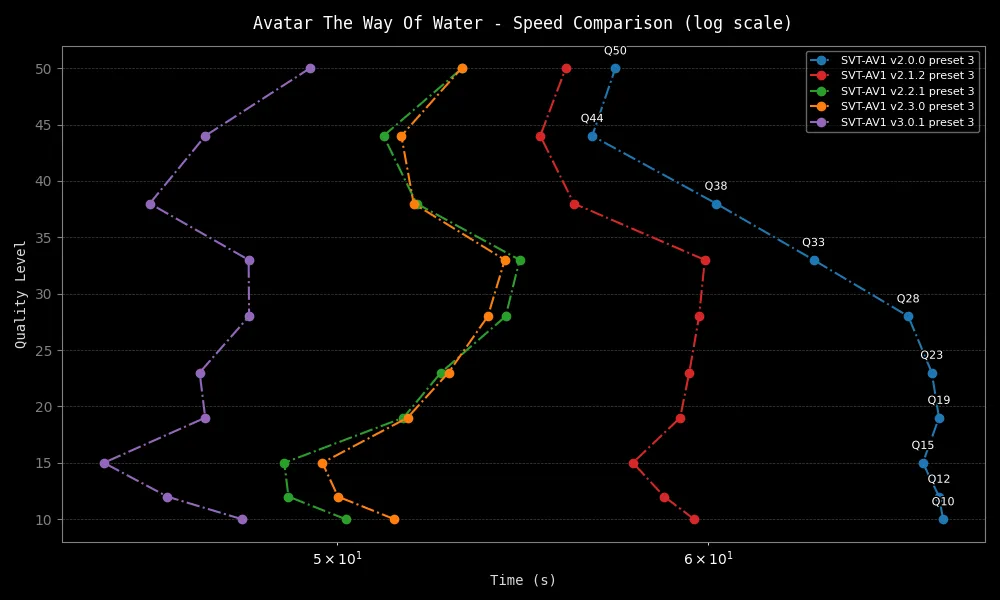 Avatar The Way Of Water - Speed Comparison (log scale)
SVT-AV1 v2.0.0 preset 3
SVT-AV1 v2.1.2 preset 3
SVT-AV1 v2.2.1 preset 3
SVT-AV1 v2.3.0 preset 3
SVT-AV1 v3.0.1 preset 3
Q50
Q44
Q38
Q33
Q28
Q23
Q19
Q15
Q12
Q10
Quality Level
50
45
40
35
30
25
20
15
10
5 × 10¹
6 × 10¹
Time (s)